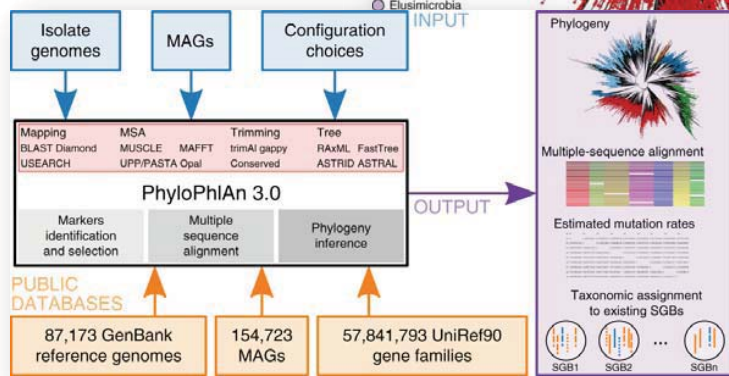 Elusimicrobia
INPUT
Isolate
genomes
MAGs
Configuration
choices
Mapping
BLAST Diamond
USEARCH
MSA
MUSCLE MAFFT
UPP/PASTA Opal
Trimming
trimAl gappy
Conserved
Tree
RAxML FastTree
ASTRID ASTRAL
PhyloPhlAn 3.0
Markers
identification
and selection
Multiple
sequence
alignment
Phylogeny
inference
PUBLIC
DATABASES
87,173 GenBank
reference genomes
154,723
MAGs
57,841,793 UniRef90
gene families
OUTPUT
Phylogeny
Multiple-sequence alignment
Estimated mutation rates
Taxonomic assignment
to existing SGBs
SGB1 SGB2 ... SGBn